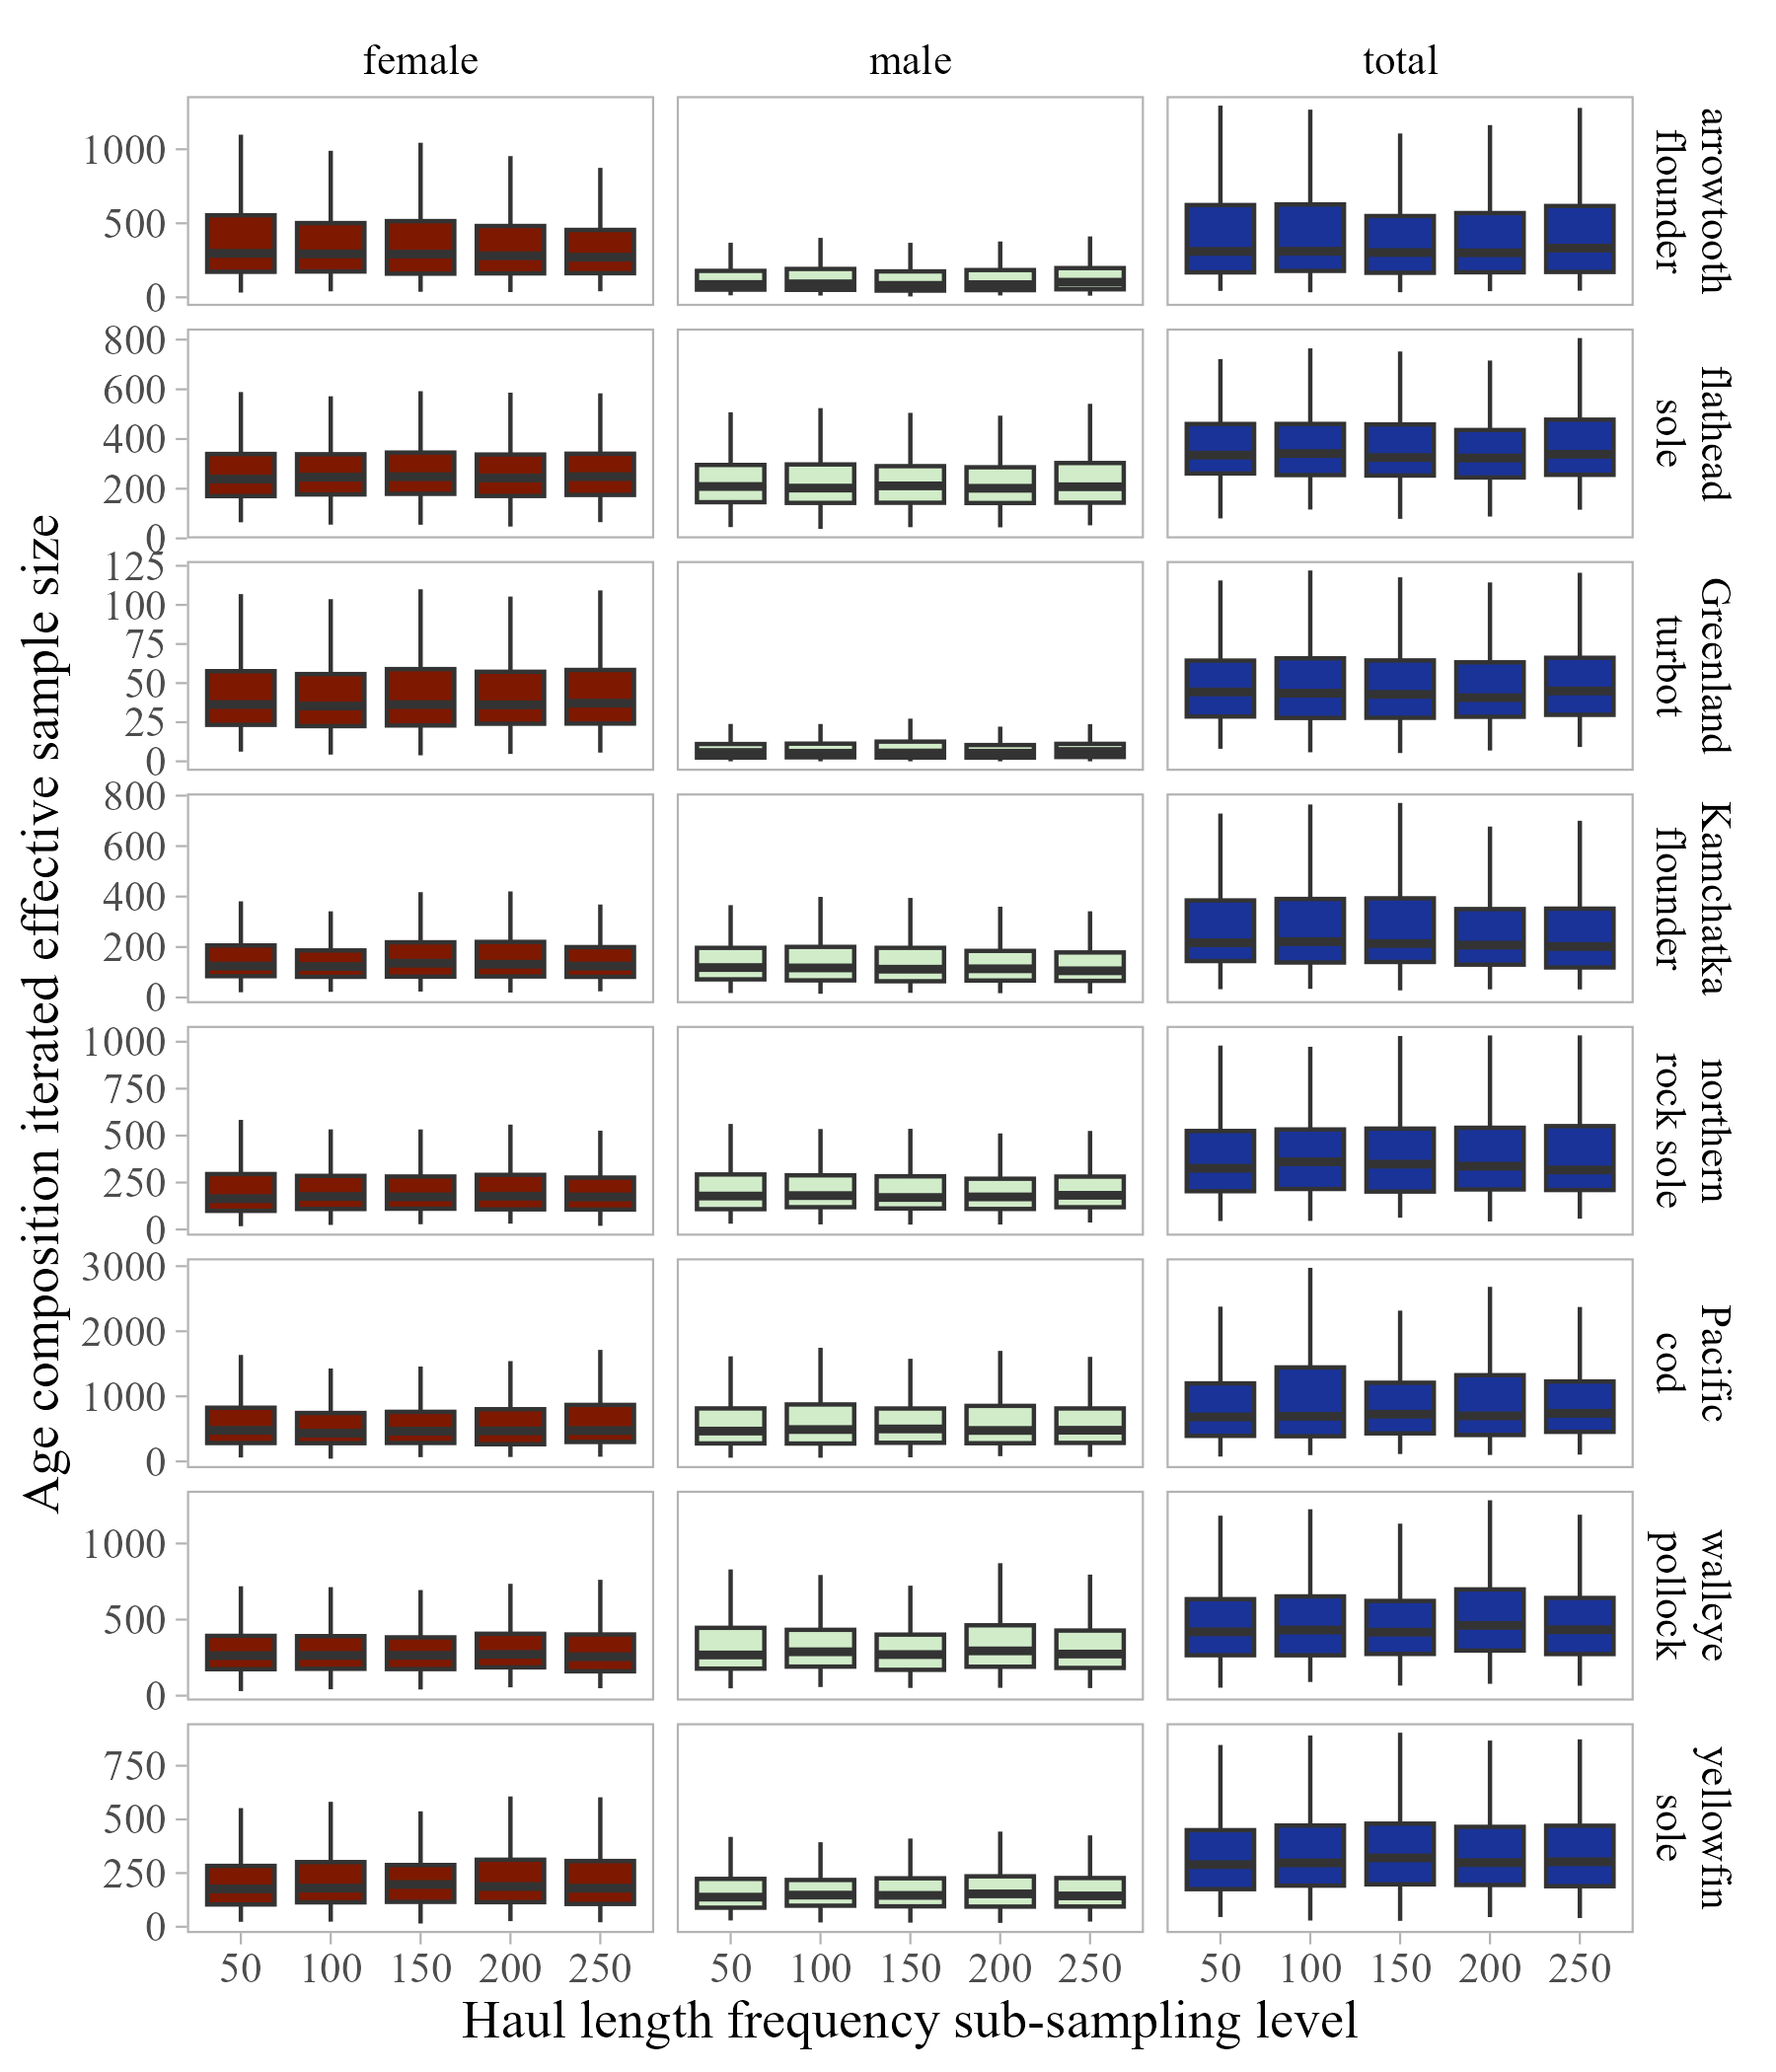 female male total
1000
500
0
arrowtooth
flounder
800
600
400
200
0
flathead
sole
125
100
75
50
25
0
Greenland
turbot
800
600
400
200
0
Kamchatka
flounder
1000
750
500
250
0
northern
rock sole
3000
2000
1000
0
Pacific
cod
1000
500
0
walleye
pollock
750
500
250
0
yellowfin
sole
50 100 150 200 250 50 100 150 200 250 50 100 150 200 250
Haul length frequency sub-sampling level
Age composition iterated effective sample size